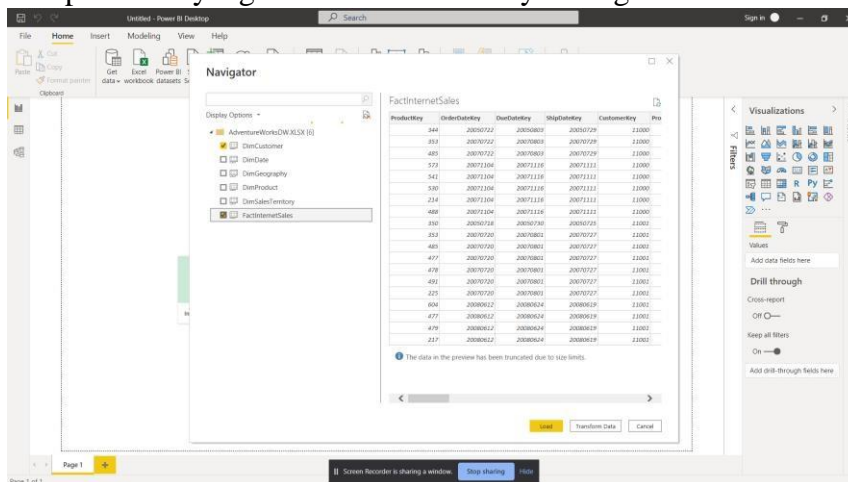 Untitled - Power BI Desktop
Search
Sign in
File Home Insert Modeling View Help
Paste
Cut
Copy
Format painter
Clipboard
Get data
Excel workbook
Power BI datasets
Navigator
Display Options
AdventureWorksDW.XLSX [6]
DimCustomer
DimDate
DimGeography
DimProduct
DimSalesTerritory
FactInternetSales
FactInternetSales
ProductKey OrderDateKey DueDateKey ShipDateKey CustomerKey Pro
344 20050722 20050803 20050729 11000
353 20070722 20070803 20070729 11000
485 20070722 20070803 20070729 11000
573 20071104 20071116 20071111 11000
541 20071104 20071116 20071111 11000
530 20071104 20071116 20071111 11000
214 20071104 20071116 20071111 11000
488 20071104 20071116 20071111 11000
350 20050718 20050730 20050725 11001
353 20070720 20070801 20070727 11001
485 20070720 20070801 20070727 11001
477 20070720 20070801 20070727 11001
478 20070720 20070801 20070727 11001
491 20070720 20070801 20070727 11001
225 20070720 20070801 20070727 11001
604 20080612 20080624 20080619 11001
477 20080612 20080624 20080619 11001
479 20080612 20080624 20080619 11001
217 20080612 20080624 20080619 11001
The data in the preview has been truncated due to size limits.
Load Transform Data Cancel
Filters
Visualizations
Values
Add data fields here
Drill through
Cross-report
Off
Keep all filters
On
Add drill-through fields here
Page 1
Screen Recorder is sharing a window. Stop sharing Hide
Page 1 of 1